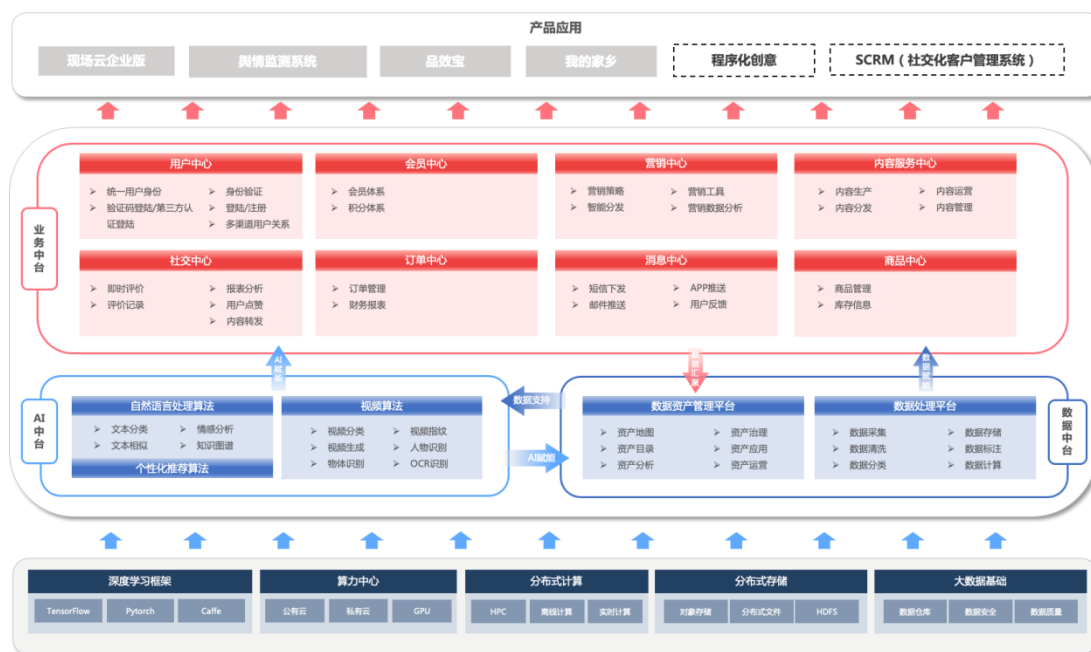 产品应用
现场云企业版
舆情监测系统
品效宝
我的家乡
程序化创意
SCRM（社交化客户管理系统）
业务中台
用户中心
统一用户身份
验证码登陆/第三方认
证登陆
身份验证
登陆/注册
多渠道用户关系
会员中心
会员体系
积分体系
营销中心
营销策略
智能分发
营销工具
营销数据分析
内容服务中心
内容生产
内容分发
内容运营
内容管理
社交中心
即时评价
评价记录
报表分析
用户点赞
内容转发
订单中心
订单管理
财务报表
消息中心
短信下发
邮件推送
APP推送
用户反馈
商品中心
商品管理
库存信息
AI赋能
数据汇聚
数据赋能
AI中台
自然语言处理算法
文本分类
文本相似
情感分析
知识图谱
个性化推荐算法
视频算法
视频分类
视频生成
物体识别
视频指纹
人物识别
OCR识别
数据支持
AI赋能
数据资产管理平台
资产地图
资产目录
资产分析
资产治理
资产应用
资产运营
数据处理平台
数据采集
数据清洗
数据分类
数据存储
数据标注
数据计算
数据中台
深度学习框架
TensorFlow
Pytorch
Caffe
算力中心
公有云
私有云
GPU
分布式计算
HPC
离线计算
实时计算
分布式存储
对象存储
分布式文件
HDFS
大数据基础
数据仓库
数据安全
数据质量